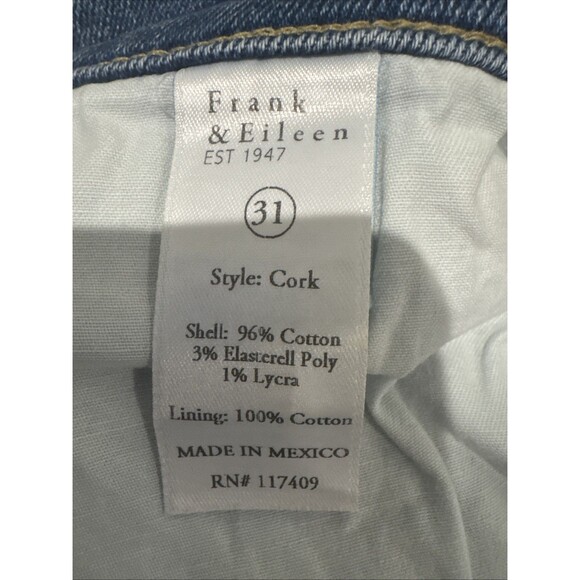 Frank
& Eileen
EST 1947
31
Style: Cork
Shell: 96% Cotton
3% Elasterell Poly
1% Lycra
Lining: 100% Cotton
MADE IN MEXICO
RN# 117409